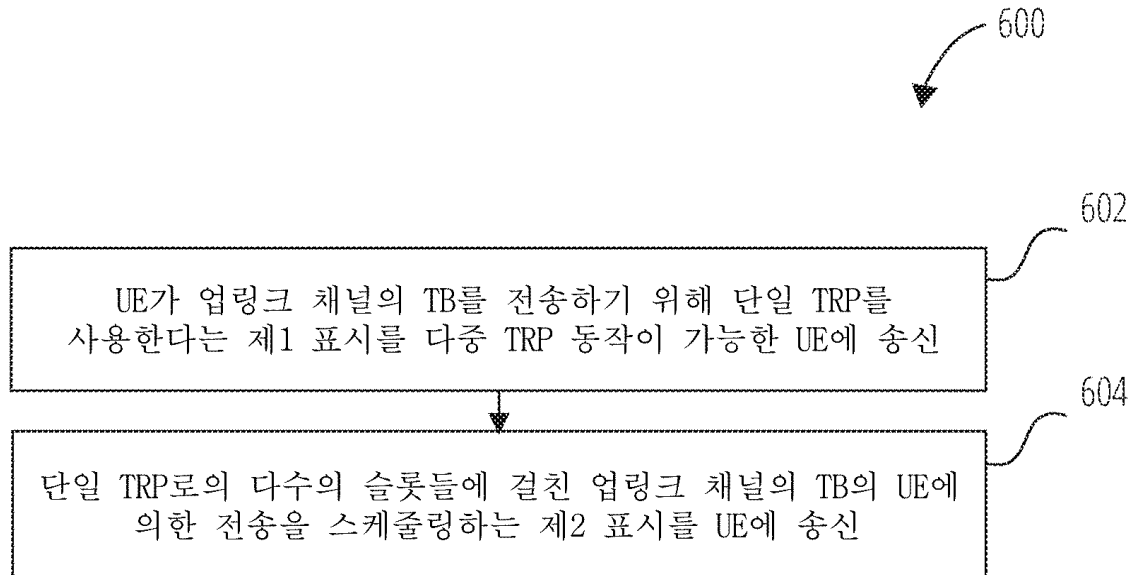 600
602
UE가 업링크 채널의 TB를 전송하기 위해 단일 TRP를
사용한다는 제1 표시를 다중 TRP 동작이 가능한 UE에 송신
604
단일 TRP로의 다수의 슬롯들에 걸친 업링크 채널의 TB의 UE에
의한 전송을 스케줄링하는 제2 표시를 UE에 송신